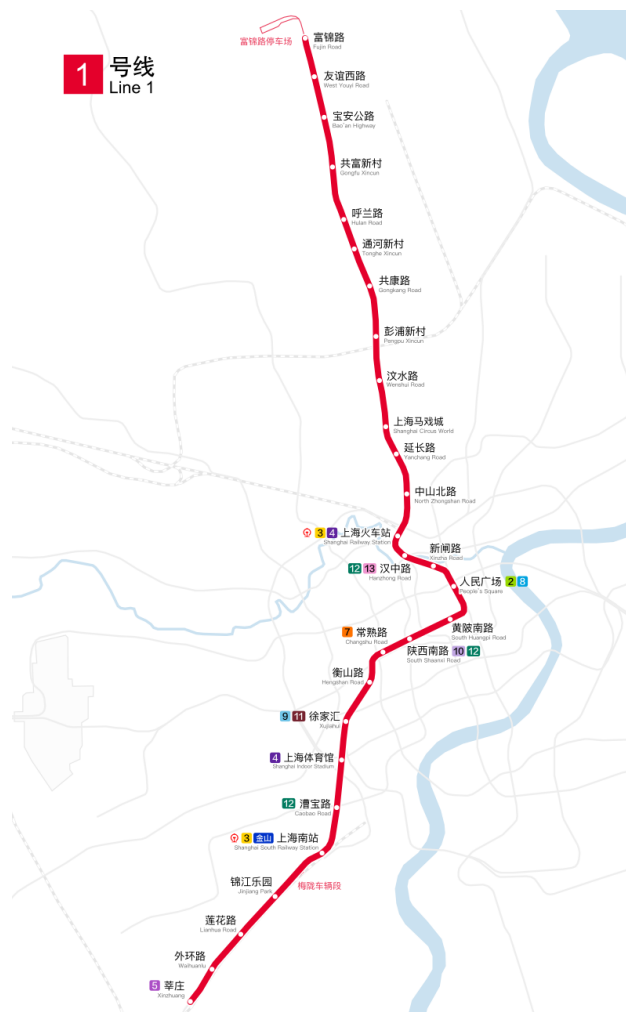 1 号线
Line 1
富锦路停车场
富锦路
Fujin Road
友谊西路
West Youyi Road
宝安公路
Bao'an Highway
共富新村
Gongfu Xincun
呼兰路
Hulan Road
通河新村
Tonghe Xincun
共康路
Gongkang Road
彭浦新村
Pengpu Xincun
汶水路
Wenshui Road
上海马戏城
Shanghai Circus World
延长路
Yanchang Road
中山北路
North Zhongshan Road
3 4 上海火车站
Shanghai Railway Station
12 13 汉中路
Hanzhong Road
新闸路
Xinzha Road
人民广场 2 8
People's Square
黄陂南路
South Huangpi Road
陕西南路 10 12
South Shaanxi Road
7 常熟路
Changshu Road
衡山路
Hengshan Road
9 11 徐家汇
Xujiahui
4 上海体育馆
Shanghai Indoor Stadium
12 漕宝路
Caobao Road
3 金山 上海南站
Shanghai South Railway Station
梅陇车辆段
锦江乐园
Jinjiang Park
莲花路
Lianhua Road
外环路
Waihuanlu
5 莘庄
Xinzhuang